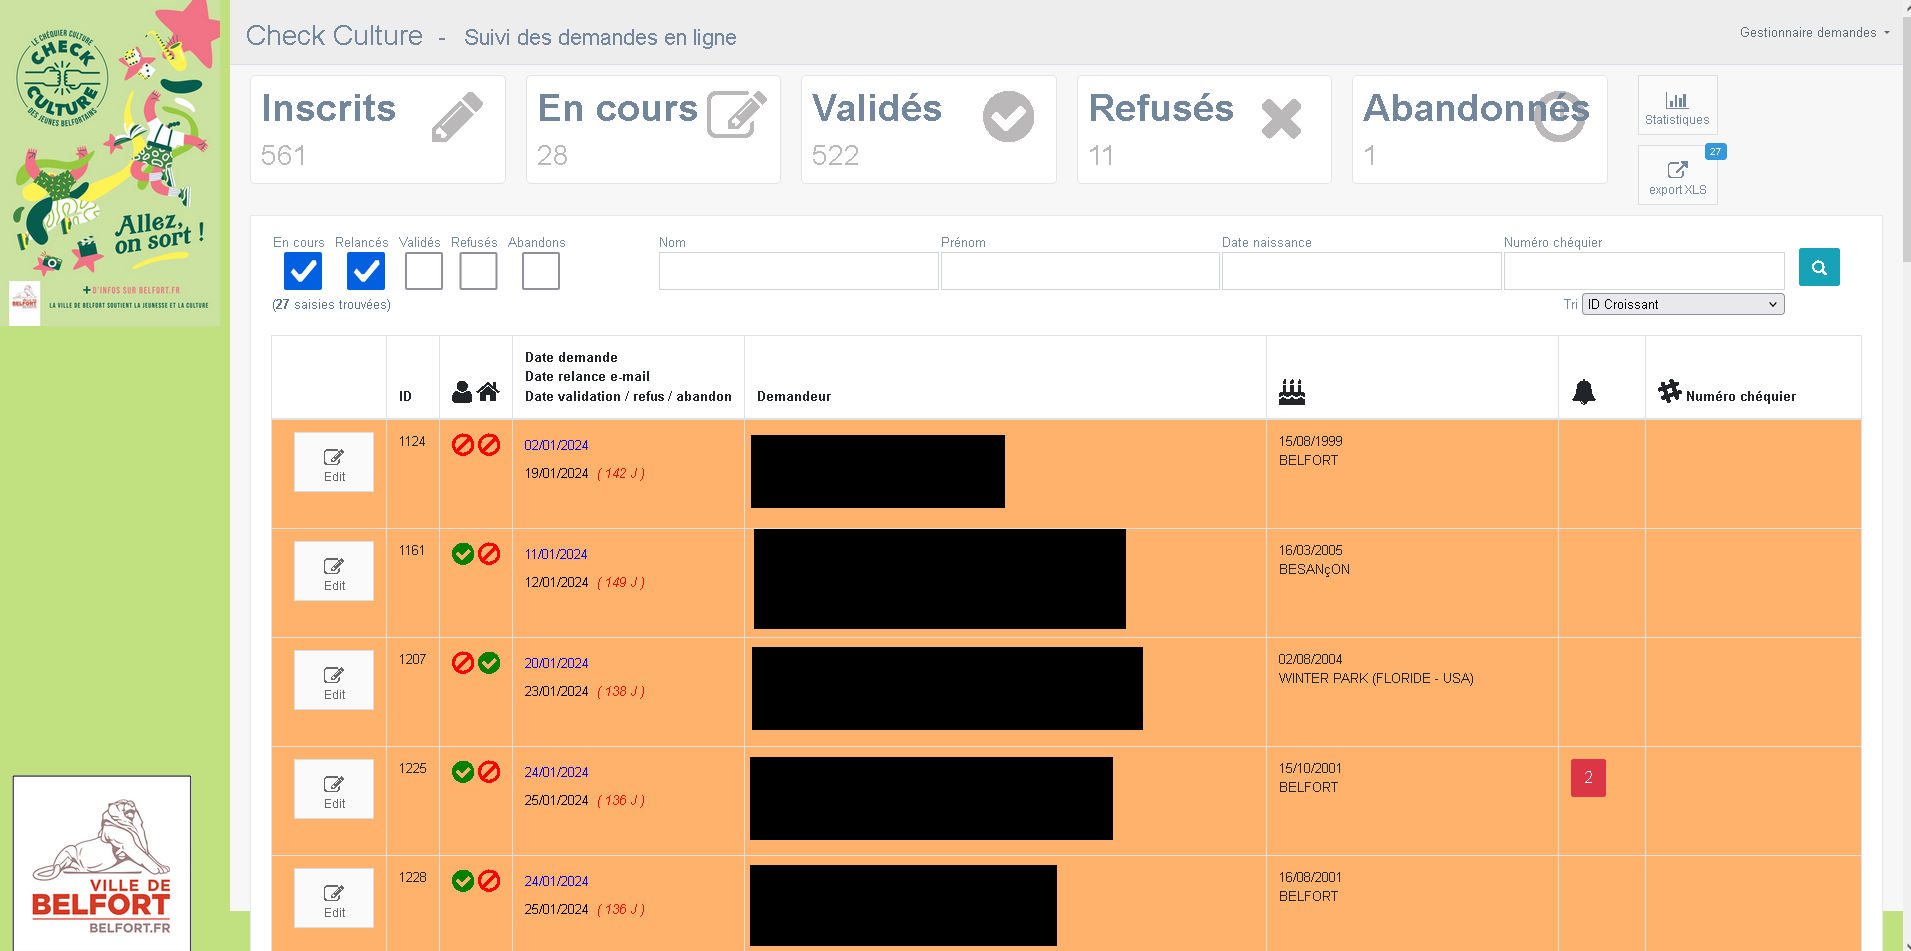 LE CHÉQUIER CULTURE
CHECK
CULTURE
DES JEUNES BELFORTAINS
Allez,
on sort !
+ D'INFOS SUR BELFORT.FR
LA VILLE DE BELFORT SOUTIENT LA JEUNESSE ET LA CULTURE
VILLE DE
BELFORT
BELFORT.FR
Check Culture - Suivi des demandes en ligne
Gestionnaire demandes
Inscrits
561
En cours
28
Validés
522
Refusés
11
Abandonnés
1
Statistiques
27
export XLS
En cours Relancés Validés Refusés Abandons
(27 saisies trouvées)
Nom Prénom Date naissance Numéro chéquier
Tri ID Croissant
ID
Date demande
Date relance e-mail
Date validation / refus / abandon
Demandeur
Numéro chéquier
Edit
1124
02/01/2024
19/01/2024 ( 142 J )
15/08/1999
BELFORT
Edit
1161
11/01/2024
12/01/2024 ( 149 J )
16/03/2005
BESANçON
Edit
1207
20/01/2024
23/01/2024 ( 138 J )
02/08/2004
WINTER PARK (FLORIDE - USA)
Edit
1225
24/01/2024
25/01/2024 ( 136 J )
15/10/2001
BELFORT
2
Edit
1228
24/01/2024
25/01/2024 ( 136 J )
16/08/2001
BELFORT